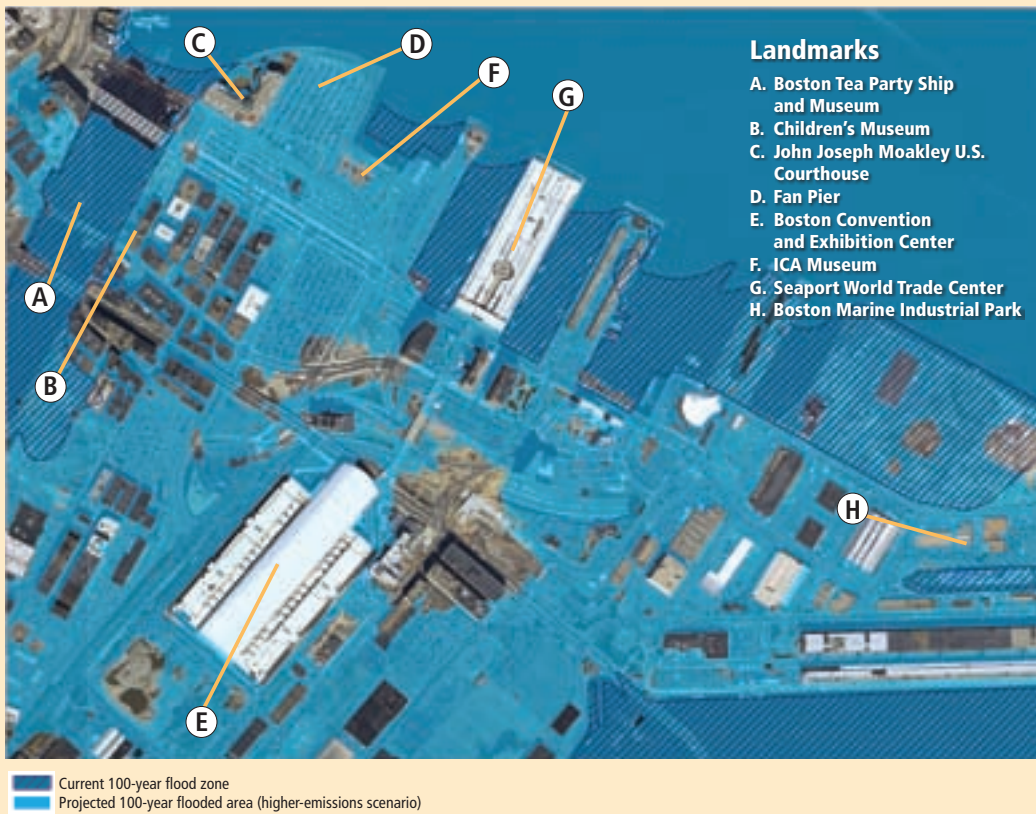 C
D
F
G
A
B
H
E
Landmarks
A. Boston Tea Party Ship
and Museum
B. Children's Museum
C. John Joseph Moakley U.S.
Courthouse
D. Fan Pier
E. Boston Convention
and Exhibition Center
F. ICA Museum
G. Seaport World Trade Center
H. Boston Marine Industrial Park
Current 100-year flood zone
Projected 100-year flooded area (higher-emissions scenario)